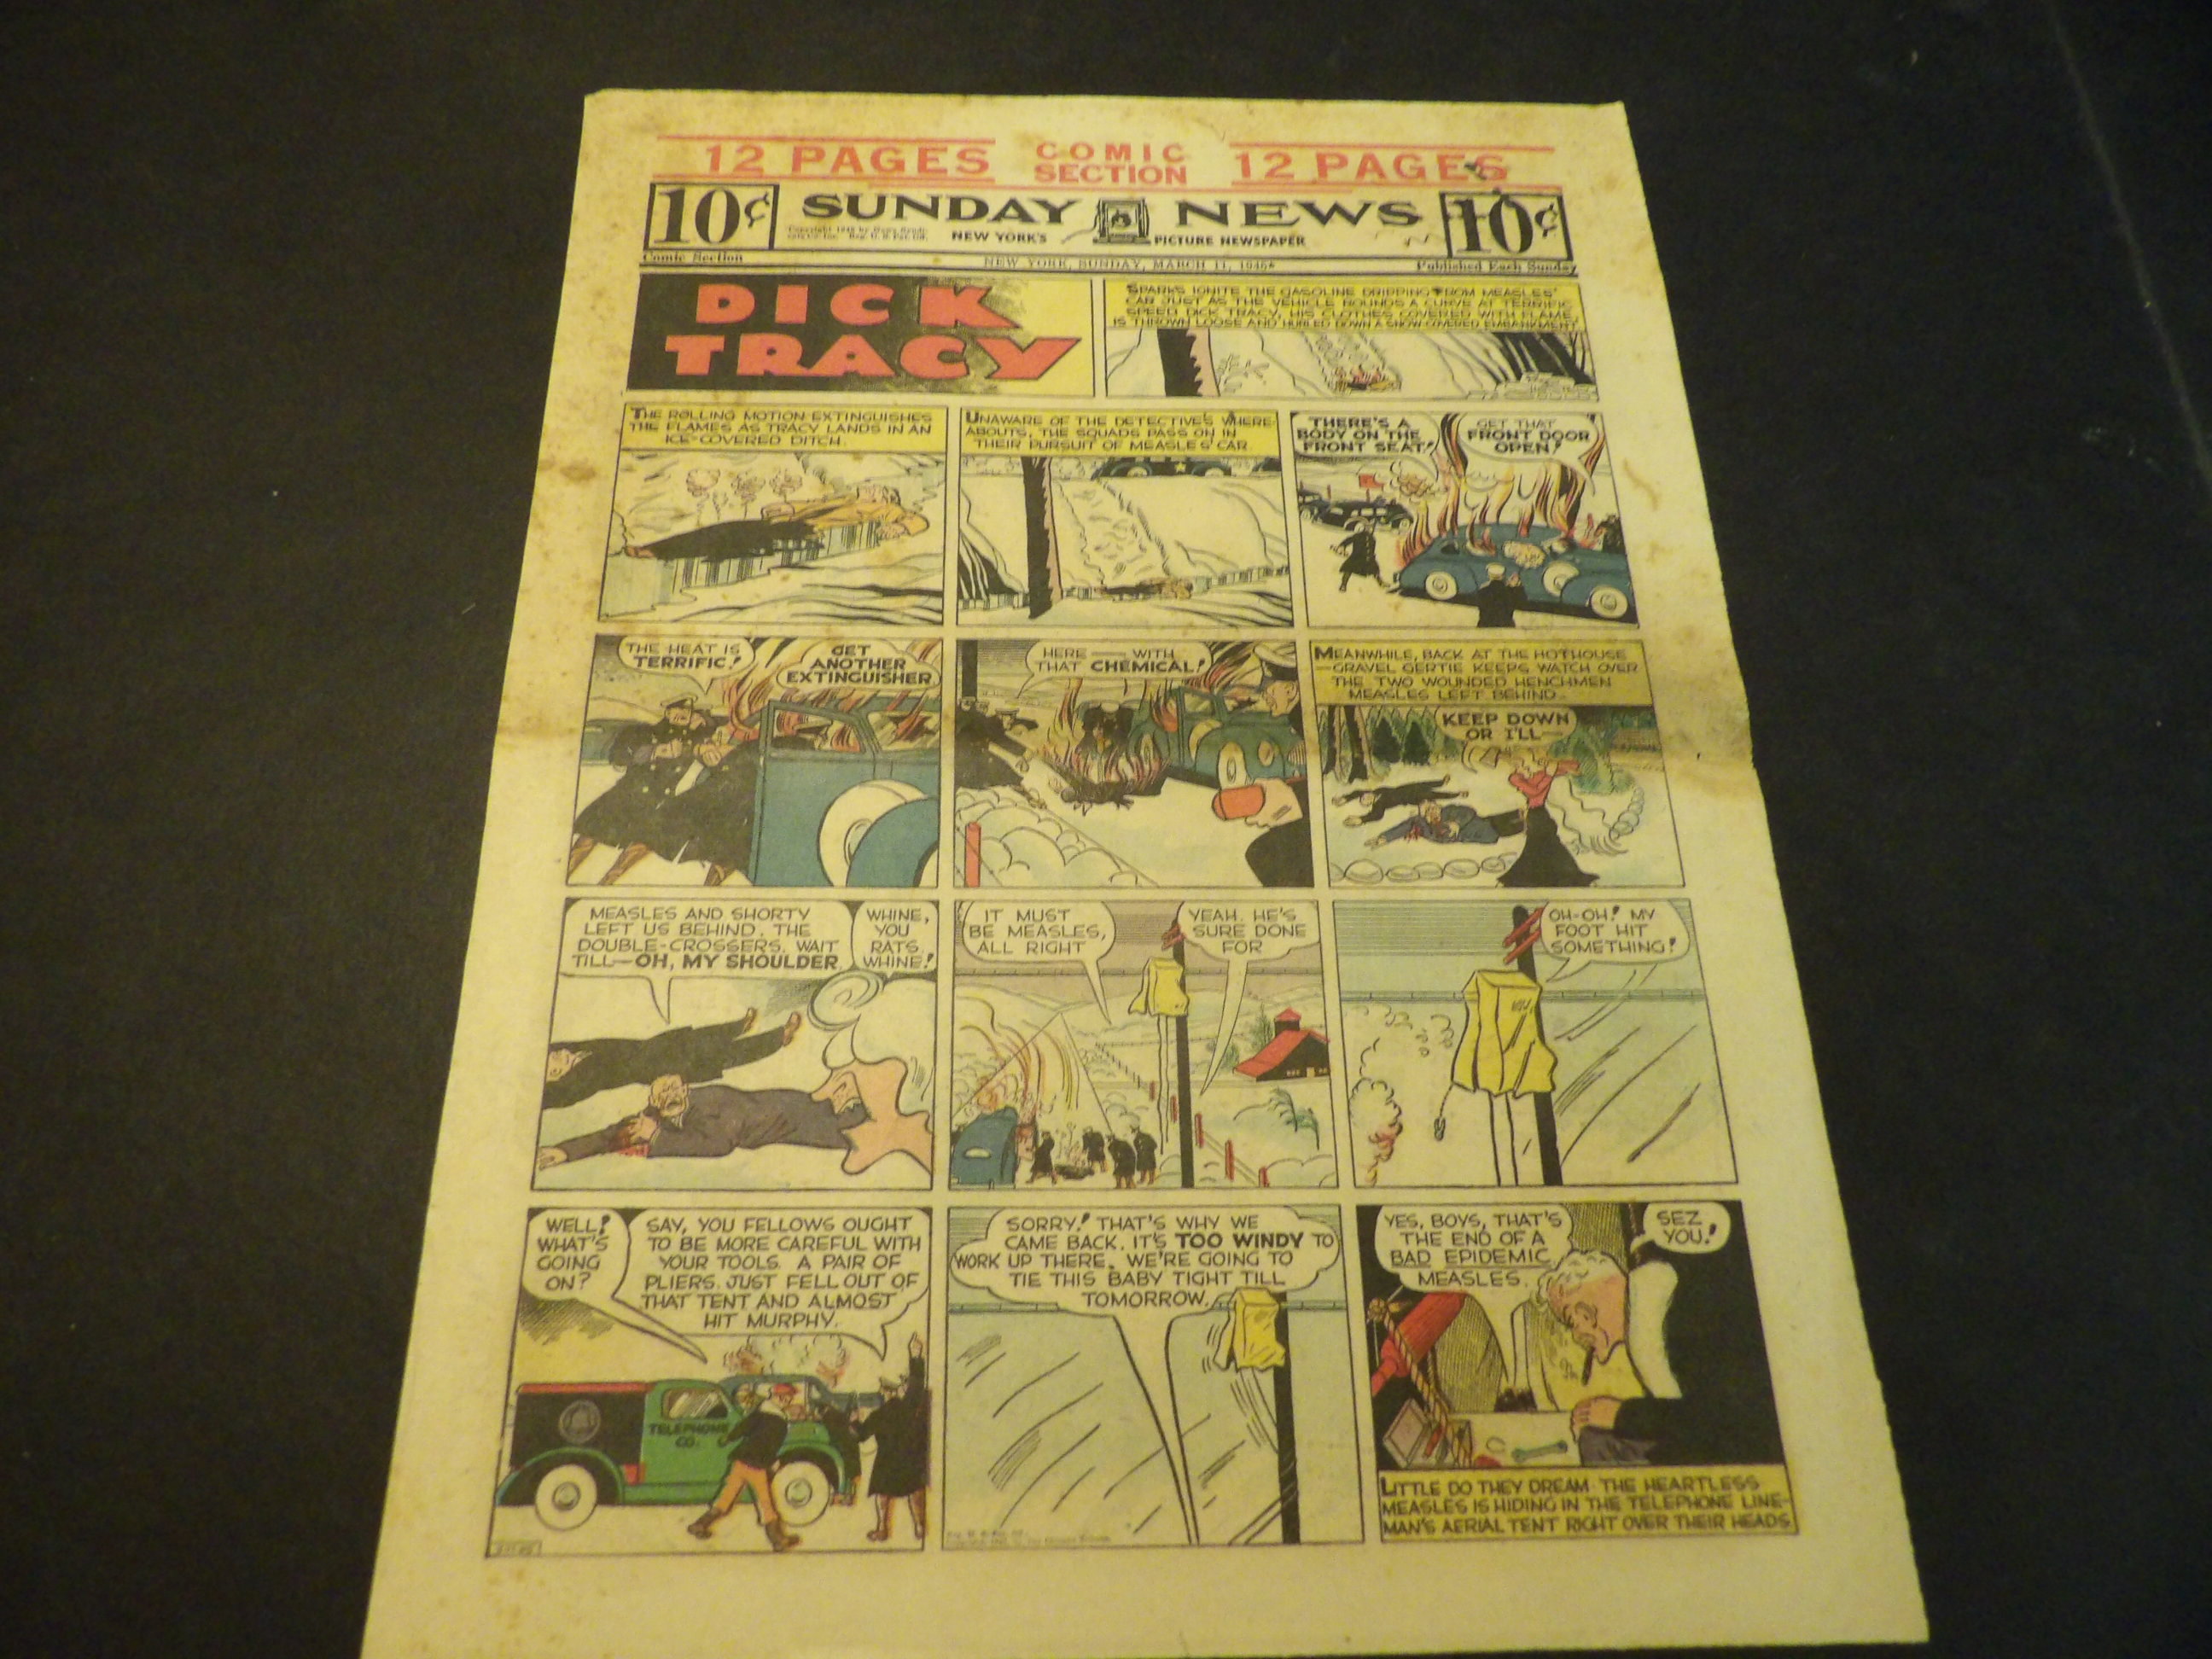 12 PAGES COMIC SECTION 12 PAGES
10¢ SUNDAY NEWS 10¢
NEW YORK'S PICTURE NEWSPAPER
Comic Section NEW YORK, SUNDAY, MARCH 11, 1945* Published Each Sunday
DICK
TRACY
SPARKS IGNITE THE GASOLINE DRIPPING FROM MEASLES'
CAR JUST AS THE VEHICLE ROUNDS A CURVE AT TERRIFIC
SPEED. DICK TRACY, HIS CLOTHES COVERED WITH FLAME,
IS THROWN LOOSE AND HURLED DOWN A SNOW-COVERED EMBANKMENT
THE ROLLING MOTION EXTINGUISHES
THE FLAMES AS TRACY LANDS IN AN
ICE-COVERED DITCH.
UNAWARE OF THE DETECTIVE'S WHERE-
ABOUTS, THE SQUADS PASS ON IN
THEIR PURSUIT OF MEASLES' CAR
THERE'S A
BODY ON THE
FRONT SEAT!
GET THAT
FRONT DOOR
OPEN!
THE HEAT IS
TERRIFIC!
GET
ANOTHER
EXTINGUISHER
HERE — WITH
THAT CHEMICAL!
MEANWHILE, BACK AT THE HOTHOUSE
—GRAVEL GERTIE KEEPS WATCH OVER
THE TWO WOUNDED HENCHMEN
MEASLES LEFT BEHIND—
KEEP DOWN
OR I'LL—
MEASLES AND SHORTY
LEFT US BEHIND. THE
DOUBLE-CROSSERS. WAIT
TILL—OH, MY SHOULDER
WHINE,
YOU
RATS.
WHINE!
IT MUST
BE MEASLES,
ALL RIGHT
YEAH. HE'S
SURE DONE
FOR
OH-OH! MY
FOOT HIT
SOMETHING!
WELL!
WHAT'S
GOING
ON?
SAY, YOU FELLOWS OUGHT
TO BE MORE CAREFUL WITH
YOUR TOOLS. A PAIR OF
PLIERS JUST FELL OUT OF
THAT TENT AND ALMOST
HIT MURPHY.
TELEPHONE
CO.
SORRY! THAT'S WHY WE
CAME BACK. IT'S TOO WINDY TO
WORK UP THERE. WE'RE GOING TO
TIE THIS BABY TIGHT TILL
TOMORROW.
YES, BOYS, THAT'S
THE END OF A
BAD EPIDEMIC
MEASLES.
SEZ
YOU!
LITTLE DO THEY DREAM THE HEARTLESS
MEASLES IS HIDING IN THE TELEPHONE LINE-
MAN'S AERIAL TENT RIGHT OVER THEIR HEADS.